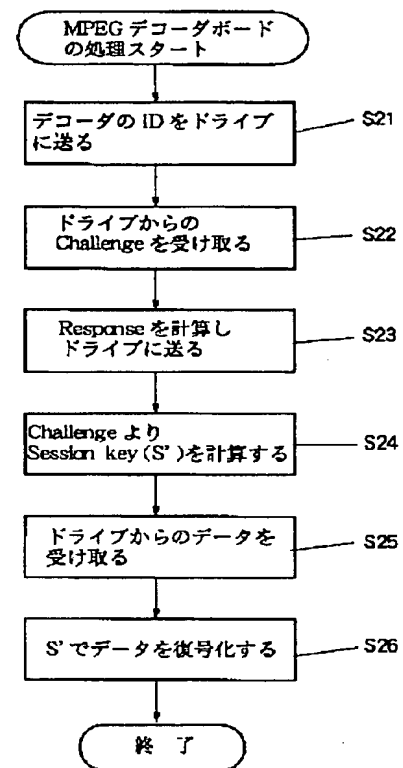 MPEG デコーダボード
の処理スタート
デコーダの ID をドライブ
に送る
S21
ドライブからの
Challenge を受け取る
S22
Response を計算し
ドライブに送る
S23
Challenge より
Session key (S')を計算する
S24
ドライブからのデータを
受け取る
S25
S' でデータを復号化する
S26
終 了